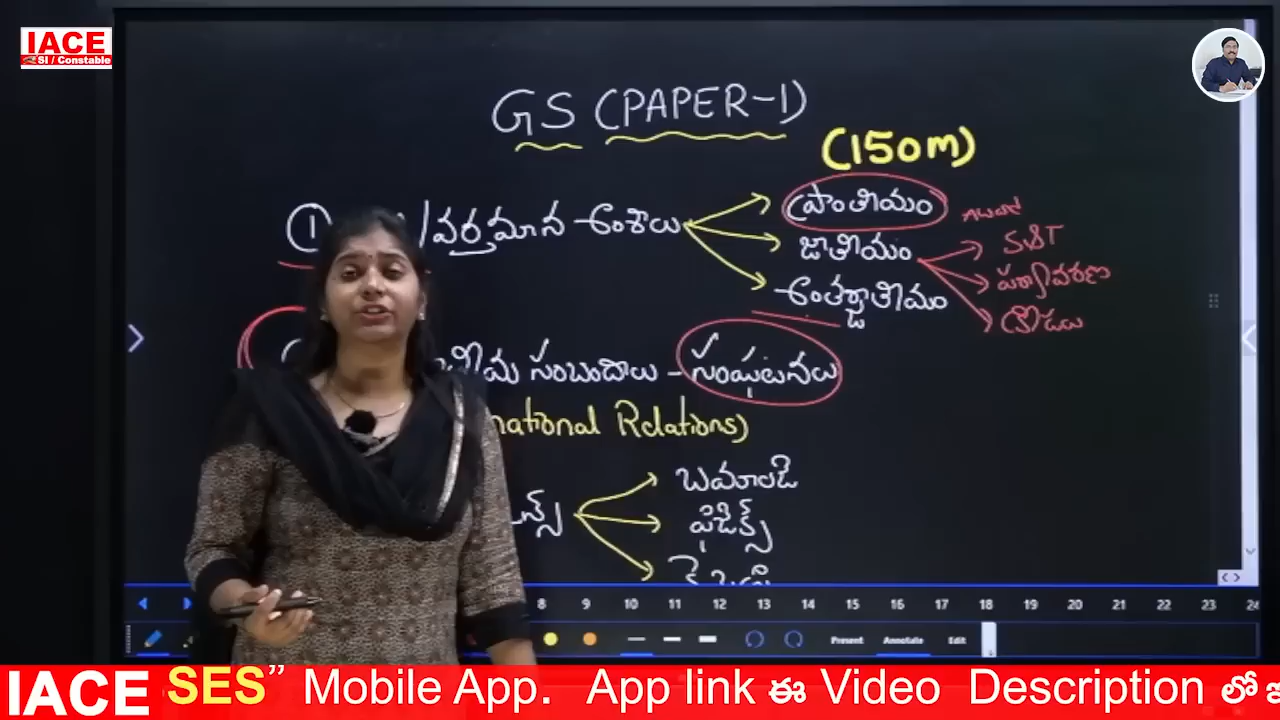 IACE
SI / Constable
GS (PAPER-1)
(150m)
① /వర్తమాన అంశాలు
ప్రాంతీయం
జాతీయం
అంతర్జాతీయం
S&T
పర్యావరణ
క్రీడలు
తీయ సంబందాలు - సంఘటనలు
national Relations)
న్స్
బయాలజీ
ఫిజిక్స్
8 9 10 11 12 13 14 15 16 17 18 19 20 21 22 23 24
Present Annotate Edit
IACE SES” Mobile App. App link ఈ Video Description లో